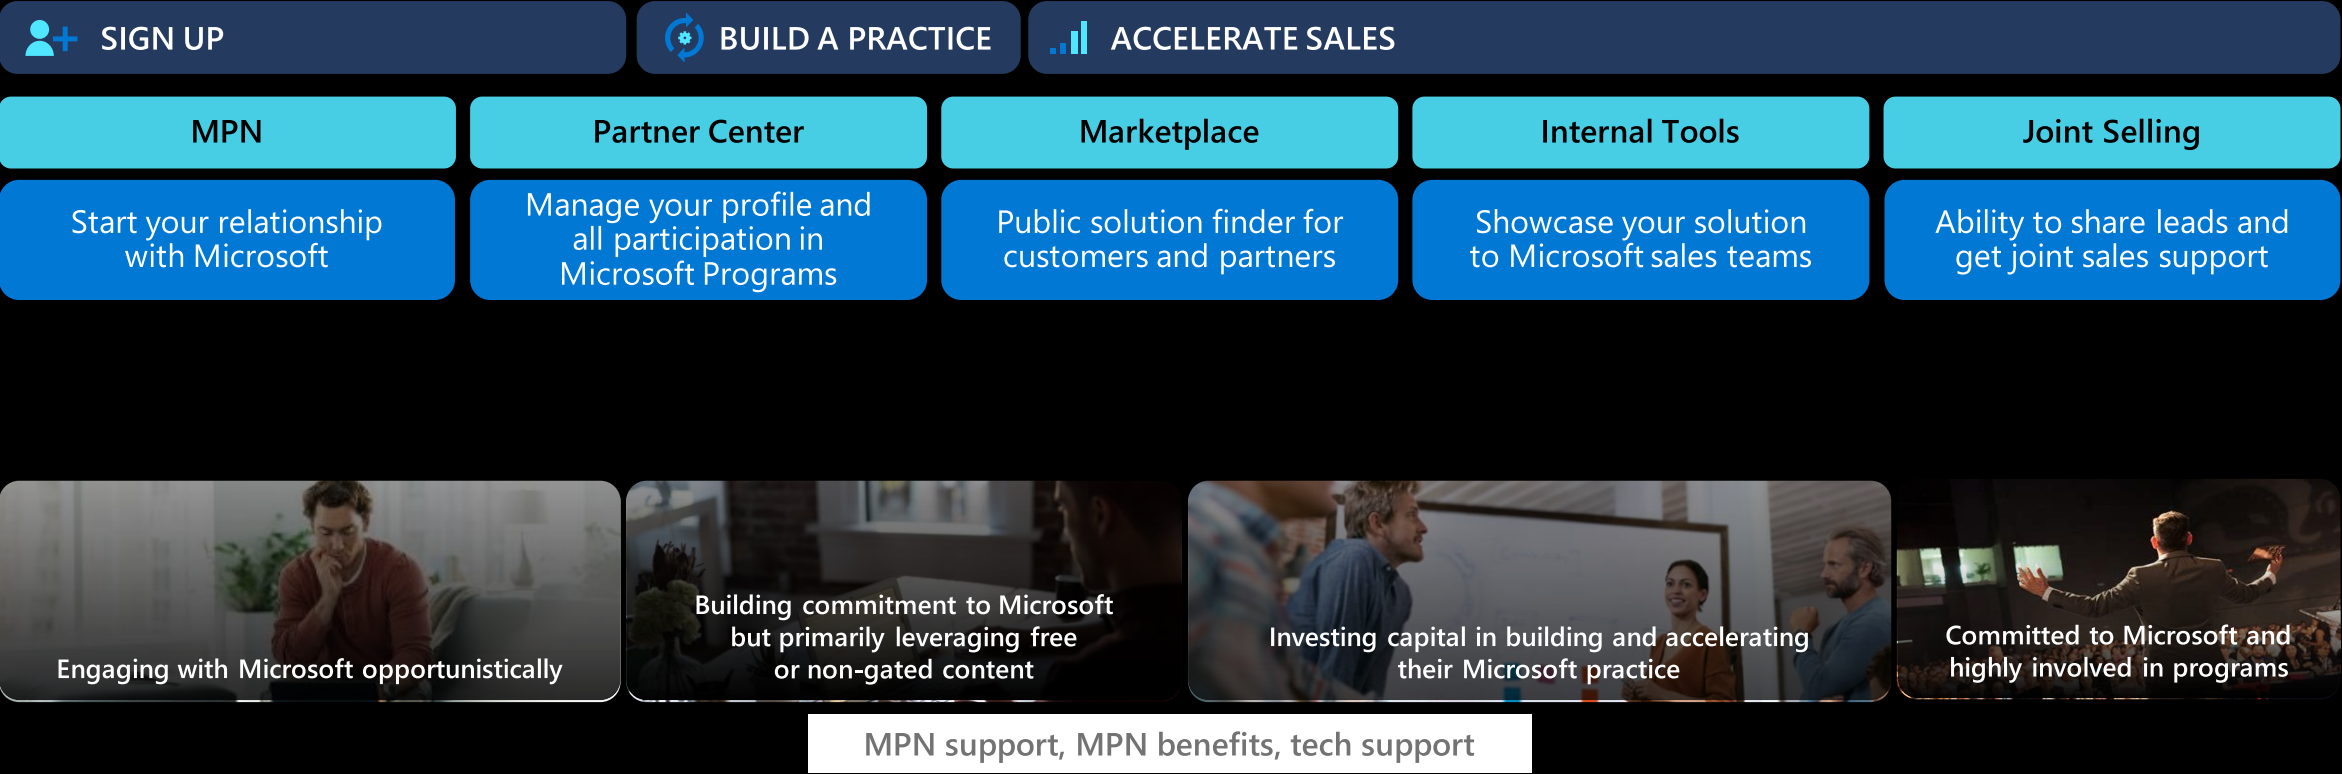 SIGN UP
BUILD A PRACTICE
ACCELERATE SALES
MPN
Partner Center
Marketplace
Internal Tools
Joint Selling
Start your relationship
with Microsoft
Manage your profile and
all participation in
Microsoft Programs
Public solution finder for
customers and partners
Showcase your solution
to Microsoft sales teams
Ability to share leads and
get joint sales support
Engaging with Microsoft opportunistically
Building commitment to Microsoft
but primarily leveraging free
or non-gated content
Investing capital in building and accelerating
their Microsoft practice
Committed to Microsoft and
highly involved in programs
MPN support, MPN benefits, tech support